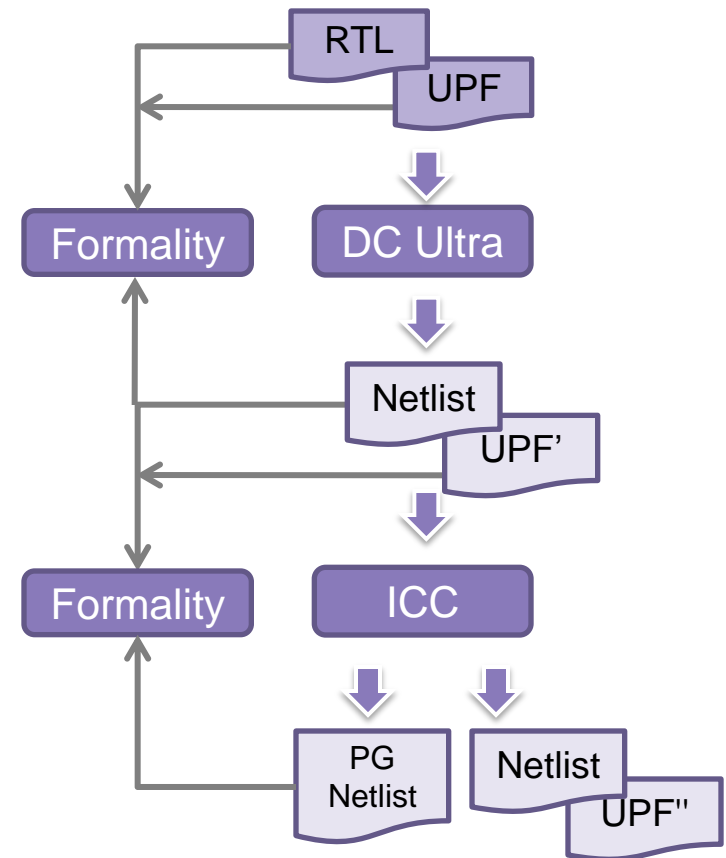 RTL
UPF
Formality
DC Ultra
Netlist
UPF’
Formality
ICC
PG
Netlist
Netlist
UPF"